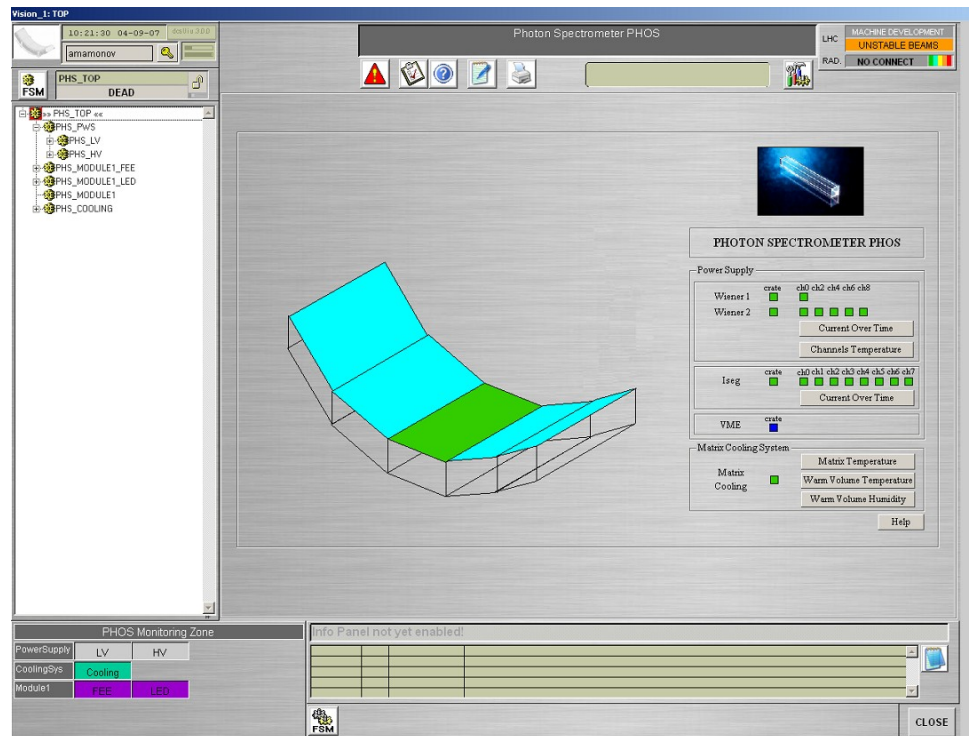 Vision_1: TOP
10:21:30 04-09-07
amamonov
FSM
PHS_TOP
DEAD
Photon Spectrometer PHOS
LHC
MACHINE DEVELOPMENT
UNSTABLE BEAMS
RAD.
NO CONNECT
»» PHS_TOP ««
PHS_PWS
PHS_LV
PHS_HV
PHS_MODULE1_FEE
PHS_MODULE1_LED
PHS_MODULE1
PHS_COOLING
PHOTON SPECTROMETER PHOS
Power Supply
crate ch0 ch2 ch4 ch6 ch8
Wiener 1
Wiener 2
Current Over Time
Channels Temperature
crate ch0 ch1 ch2 ch3 ch4 ch5 ch6 ch7
Iseg
Current Over Time
crate
VME
Matrix Cooling System
Matrix Cooling
Matrix Temperature
Warm Volume Temperature
Warm Volume Humidity
Help
PHOS Monitoring Zone
PowerSupply LV HV
CoolingSys Cooling
Module1 FEE LED
Info Panel not yet enabled!
FSM
CLOSE